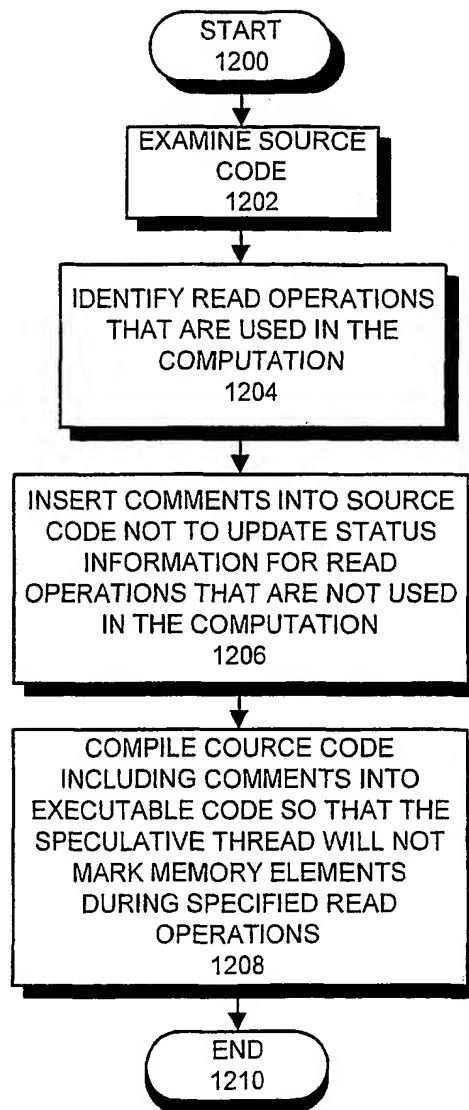 START
1200
EXAMINE SOURCE
CODE
1202
IDENTIFY READ OPERATIONS
THAT ARE USED IN THE
COMPUTATION
1204
INSERT COMMENTS INTO SOURCE
CODE NOT TO UPDATE STATUS
INFORMATION FOR READ
OPERATIONS THAT ARE NOT USED
IN THE COMPUTATION
1206
COMPILE COURCE CODE
INCLUDING COMMENTS INTO
EXECUTABLE CODE SO THAT THE
SPECULATIVE THREAD WILL NOT
MARK MEMORY ELEMENTS
DURING SPECIFIED READ
OPERATIONS
1208
END
1210